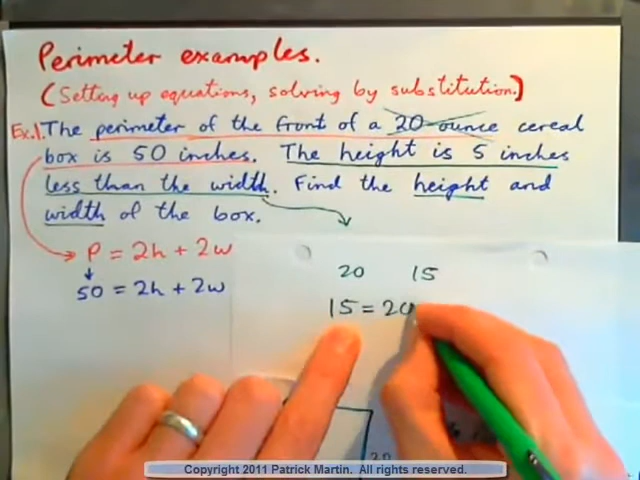 Perimeter examples.
(Setting up equations, solving by substitution.)
Ex.1. The perimeter of the front of a 20-ounce cereal
box is 50 inches. The height is 5 inches
less than the width. Find the height and
width of the box.
P = 2h + 2w
50 = 2h + 2w
20 15
15 = 20
Copyright 2011 Patrick Martin. All rights reserved.